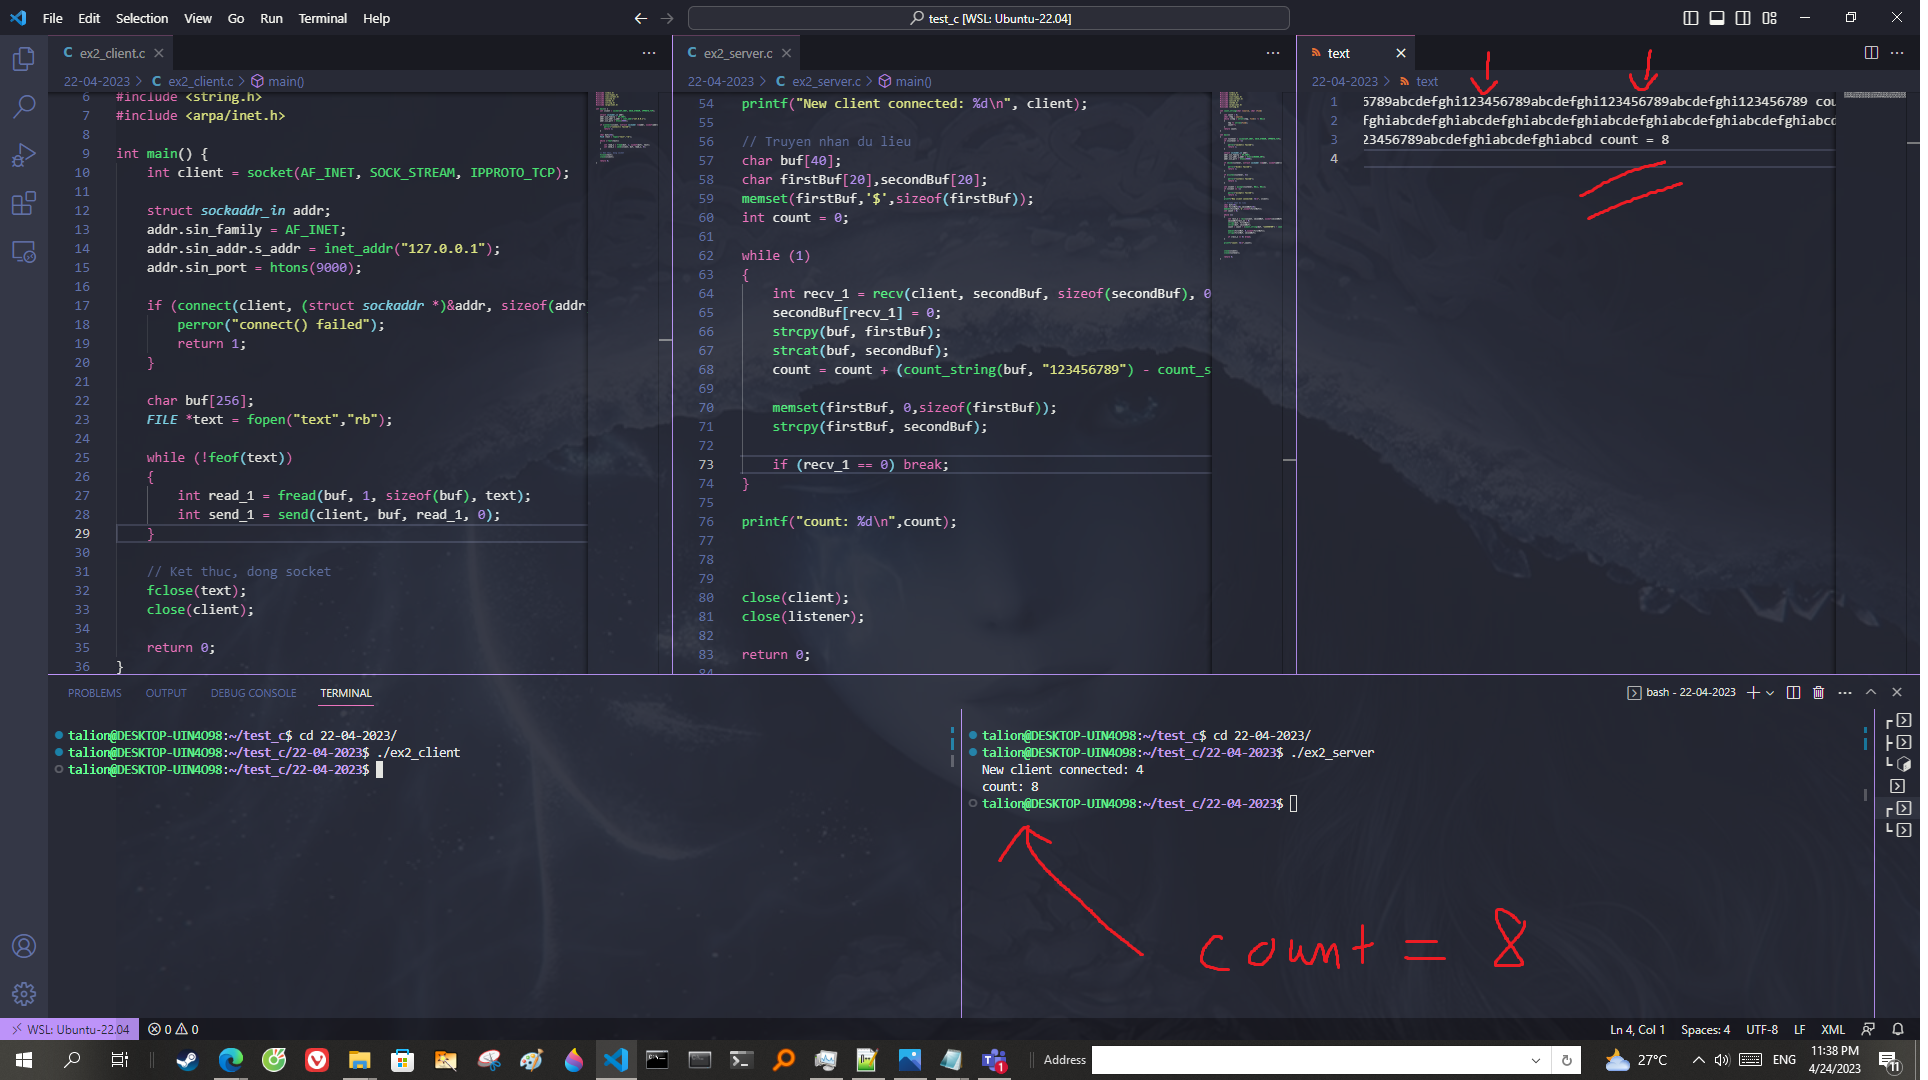 File Edit Selection View Go Run Terminal Help
test_c [WSL: Ubuntu-22.04]
C ex2_client.c
22-04-2023 > C ex2_client.c > main()
6 #include <string.h>
7 #include <arpa/inet.h>
8
9 int main() {
10 int client = socket(AF_INET, SOCK_STREAM, IPPROTO_TCP);
11
12 struct sockaddr_in addr;
13 addr.sin_family = AF_INET;
14 addr.sin_addr.s_addr = inet_addr("127.0.0.1");
15 addr.sin_port = htons(9000);
16
17 if (connect(client, (struct sockaddr *)&addr, sizeof(addr
18 perror("connect() failed");
19 return 1;
20 }
21
22 char buf[256];
23 FILE *text = fopen("text","rb");
24
25 while (!feof(text))
26 {
27 int read_1 = fread(buf, 1, sizeof(buf), text);
28 int send_1 = send(client, buf, read_1, 0);
29 }
30
31 // Ket thuc, dong socket
32 fclose(text);
33 close(client);
34
35 return 0;
36 }
C ex2_server.c
22-04-2023 > C ex2_server.c > main()
54 printf("New client connected: %d\n", client);
55
56 // Truyen nhan du lieu
57 char buf[40];
58 char firstBuf[20],secondBuf[20];
59 memset(firstBuf,'$',sizeof(firstBuf));
60 int count = 0;
61
62 while (1)
63 {
64 int recv_1 = recv(client, secondBuf, sizeof(secondBuf), 0
65 secondBuf[recv_1] = 0;
66 strcpy(buf, firstBuf);
67 strcat(buf, secondBuf);
68 count = count + (count_string(buf, "123456789") - count_s
69
70 memset(firstBuf, 0,sizeof(firstBuf));
71 strcpy(firstBuf, secondBuf);
72
73 if (recv_1 == 0) break;
74 }
75
76 printf("count: %d\n",count);
77
78
79
80 close(client);
81 close(listener);
82
83 return 0;
84
text
22-04-2023 > text
1 6789abcdefghi123456789abcdefghi123456789abcdefghi123456789 cou
2 fghiabcdefghiabcdefghiabcdefghiabcdefghiabcdefghiabcdefghiabcd
3 23456789abcdefghiabcdefghiabcd count = 8
4
PROBLEMS OUTPUT DEBUG CONSOLE TERMINAL
bash - 22-04-2023
talion@DESKTOP-UIN4O98:~/test_c$ cd 22-04-2023/
talion@DESKTOP-UIN4O98:~/test_c/22-04-2023$ ./ex2_client
talion@DESKTOP-UIN4O98:~/test_c/22-04-2023$
talion@DESKTOP-UIN4O98:~/test_c$ cd 22-04-2023/
talion@DESKTOP-UIN4O98:~/test_c/22-04-2023$ ./ex2_server
New client connected: 4
count: 8
talion@DESKTOP-UIN4O98:~/test_c/22-04-2023$
count = 8
WSL: Ubuntu-22.04 0 0
Ln 4, Col 1 Spaces: 4 UTF-8 LF XML
Address
27°C
ENG
11:38 PM
4/24/2023
1
11